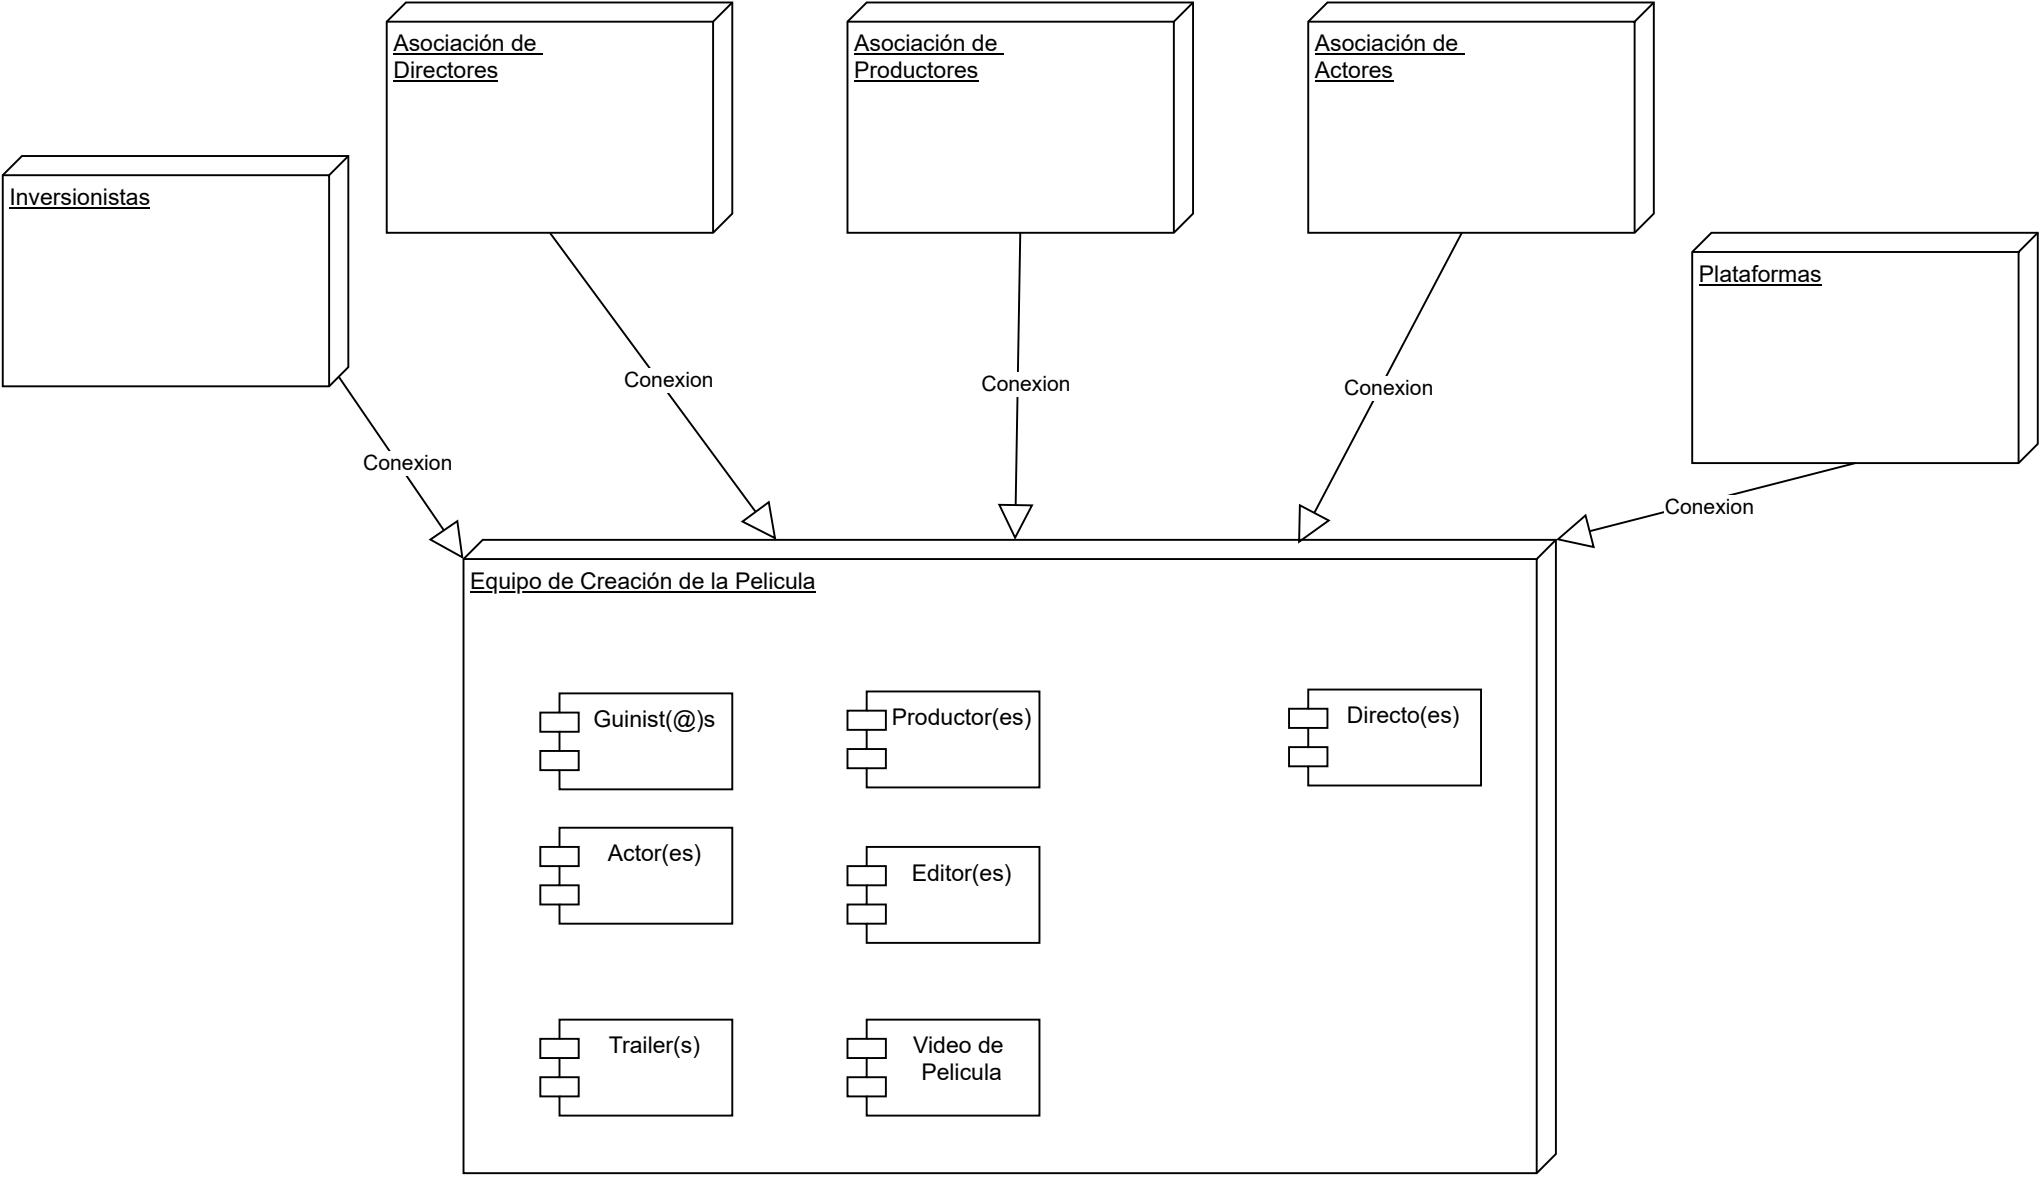 Asociación de
Directores
Asociación de
Productores
Asociación de
Actores
Inversionistas
Plataformas
Conexion
Conexion
Conexion
Conexion
Conexion
Equipo de Creación de la Pelicula
Guinist(@)s
Productor(es)
Directo(es)
Actor(es)
Editor(es)
Trailer(s)
Video de
Pelicula